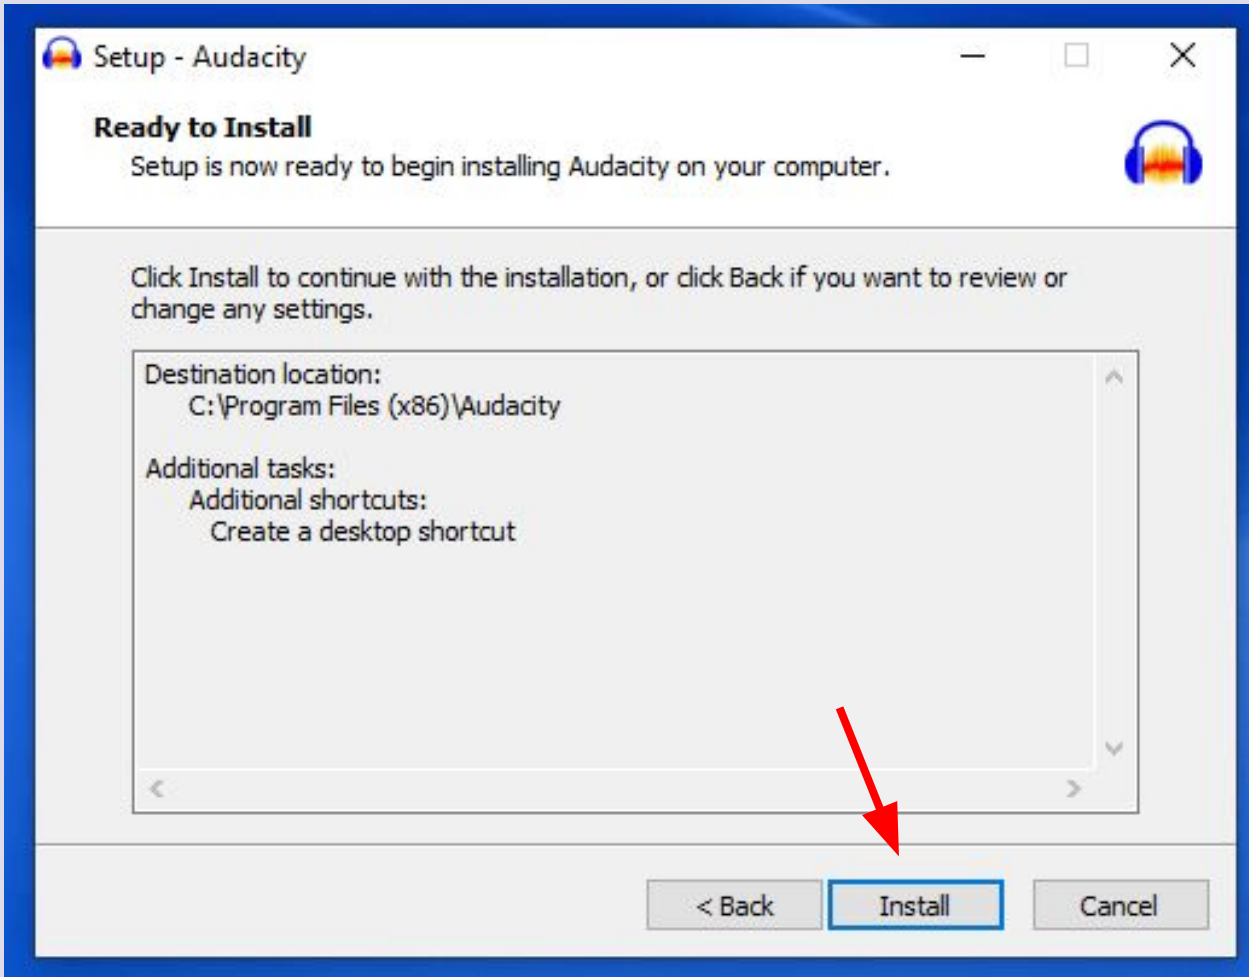 Setup - Audacity
Ready to Install
Setup is now ready to begin installing Audacity on your computer.
Click Install to continue with the installation, or click Back if you want to review or
change any settings.
Destination location:
C:\Program Files (x86)\Audacity
Additional tasks:
Additional shortcuts:
Create a desktop shortcut
< Back
Install
Cancel